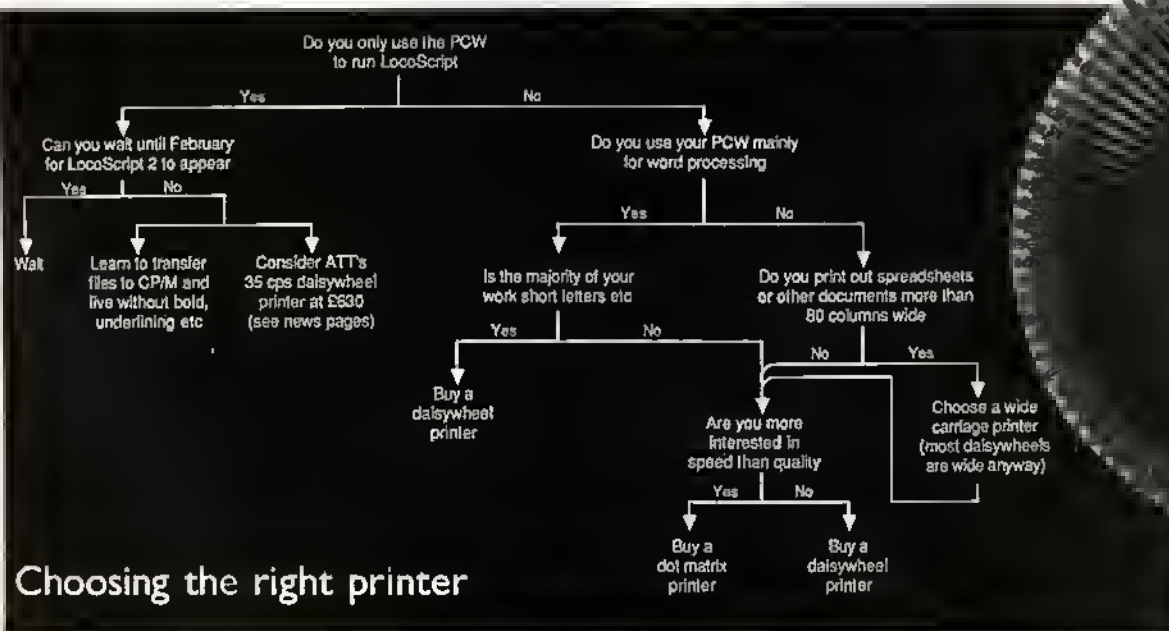 Do you only use the PCW
to run LocoScript
Yes
No
Can you wait until February
for LocoScript 2 to appear
Do you use your PCW mainly
for word processing
Yes
No
Yes
No
Wait
Learn to transfer
files to CP/M and
live without bold,
underlining etc
Consider ATT's
35 cps daisywheel
printer at £630
(see news pages)
Is the majority of your
work short letters etc
Do you print out spreadsheets
or other documents more than
80 columns wide
Yes
No
No
Yes
Buy a
daisywheel
printer
Are you more
interested in
speed than quality
Choose a wide
carriage printer
(most daisywheels
are wide anyway)
Yes
No
Buy a
dot matrix
printer
Buy a
daisywheel
printer
Choosing the right printer